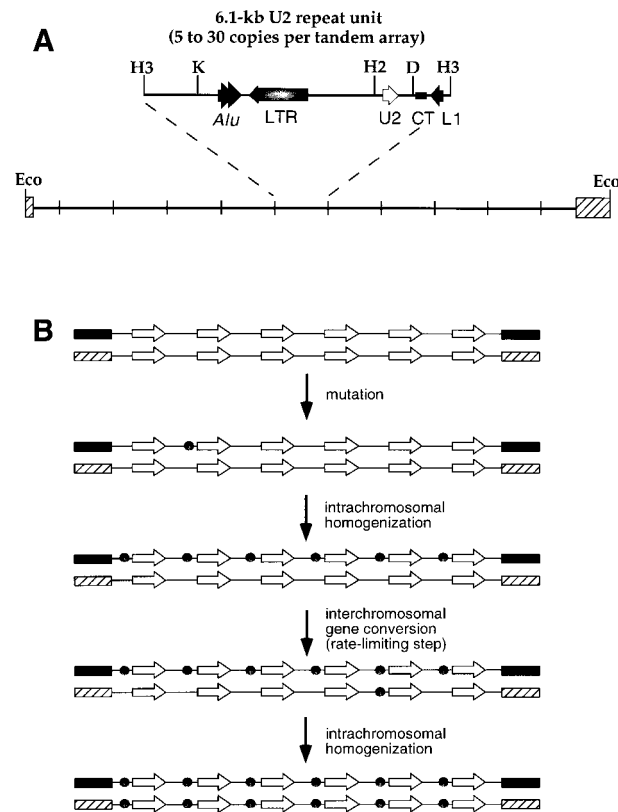 A
6.1-kb U2 repeat unit
(5 to 30 copies per tandem array)
H3 K H2 D H3
Alu LTR U2 CT L1
Eco Eco
B
mutation
intrachromosomal
homogenization
interchromosomal
gene conversion
(rate-limiting step)
intrachromosomal
homogenization